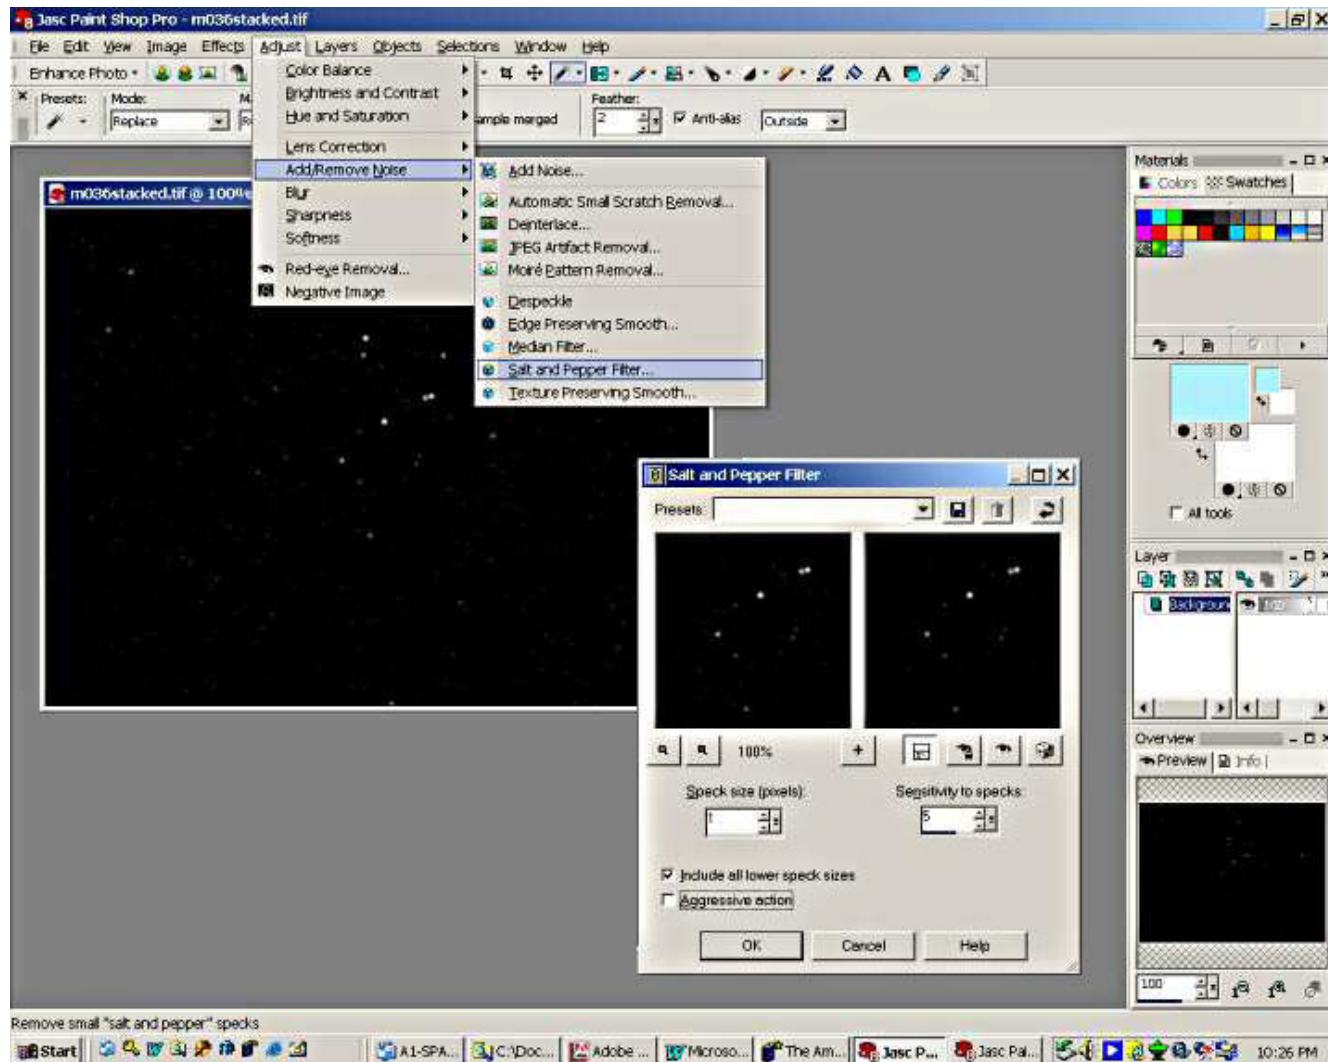 Jasc Paint Shop Pro - m036stacked.tif
File Edit View Image Effects Adjust Layers Objects Selections Window Help
Enhance Photo
Presets: Mode: Feather:
Replace 2 Anti-alias Outside
Color Balance
Brightness and Contrast
Hue and Saturation
Lens Correction
Add/Remove Noise
Blur
Sharpness
Softness
Red-eye Removal...
Negative Image
Add Noise...
Automatic Small Scratch Removal...
Deinterlace...
JPEG Artifact Removal...
Moiré Pattern Removal...
Despeckle
Edge Preserving Smooth...
Median Filter...
Salt and Pepper Filter...
Texture Preserving Smooth...
m036stacked.tif @ 100%
Salt and Pepper Filter
Presets
100%
Speck size (pixels): Sensitivity to specks
1 5
Include all lower speck sizes
Aggressive action
OK Cancel Help
Materials
Colors Swatches
All tools
Layer
Backgroun
Overview
Preview Info
100
Remove small "salt and pepper" specks
Start A1-SPA... C:\Doc... Adobe ... Microso... The Am... Jasc P... Jasc Pai... 10:26 PM